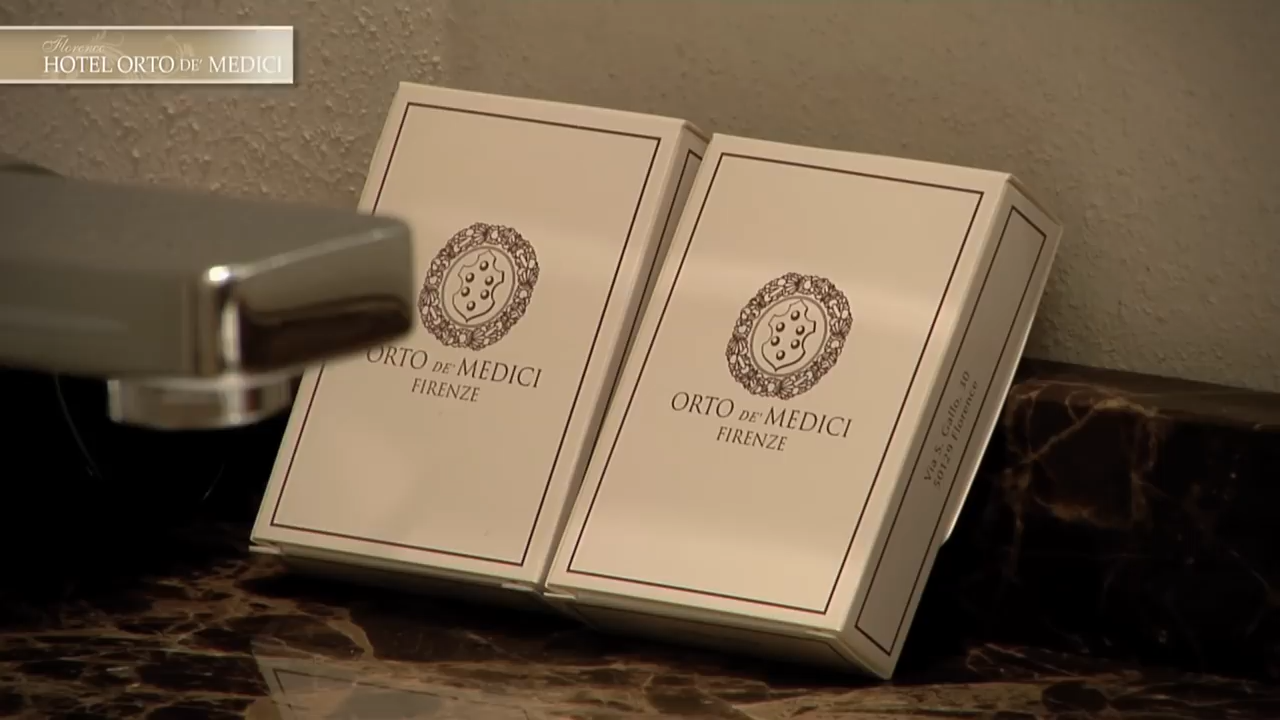 Florence
HOTEL ORTO DE' MEDICI
ORTO DE' MEDICI
FIRENZE
ORTO DE' MEDICI
FIRENZE
Via S. Gallo, 30
50129 Florence